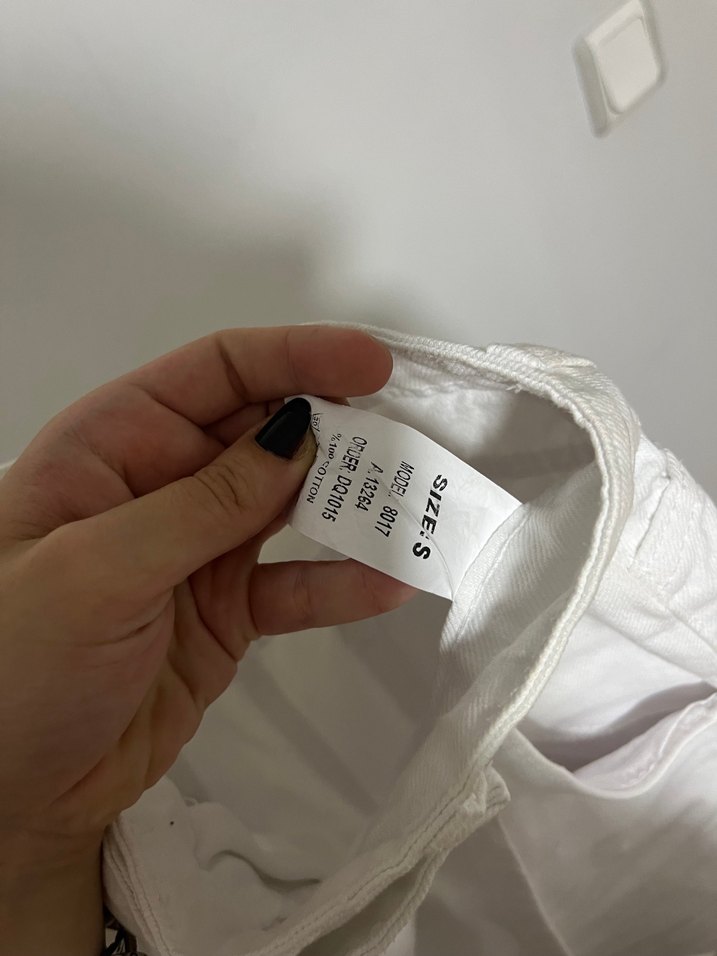 SIZE:S
MODEL: 8017
A. 13264
ORDER: DQ1015
%100 COTTON